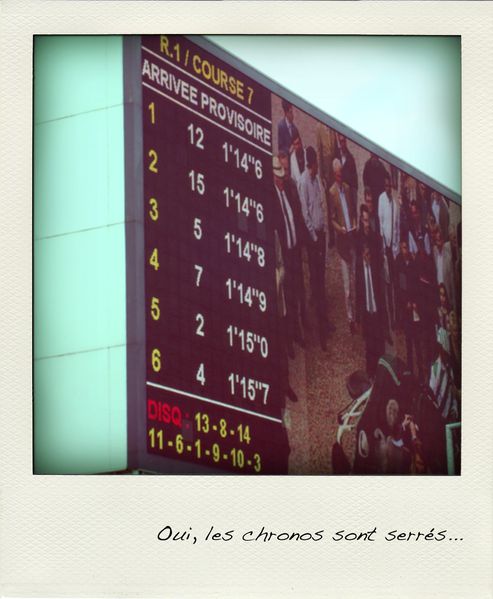 R.1 / COURSE 7
ARRIVEE PROVISOIRE
1 12 1'14"6
2 15 1'14"6
3 5 1'14"8
4 7 1'14"9
5 2 1'15"0
6 4 1'15"7
DISQ : 13-8-14
11-6-1-9-10-3
Oui, les chronos sont serrés...